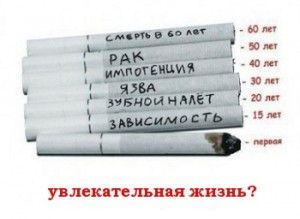 СМЕРТЬ В 60 ЛЕТ - 60 лет
- 50 лет
РАК - 40 лет
ИМПОТЕНЦИЯ
ЯЗВА - 30 лет
ЗУБНОЙ НАЛЁТ - 20 лет
ЗАВИСИМОСТЬ - 15 лет
- первая
увлекательная жизнь?